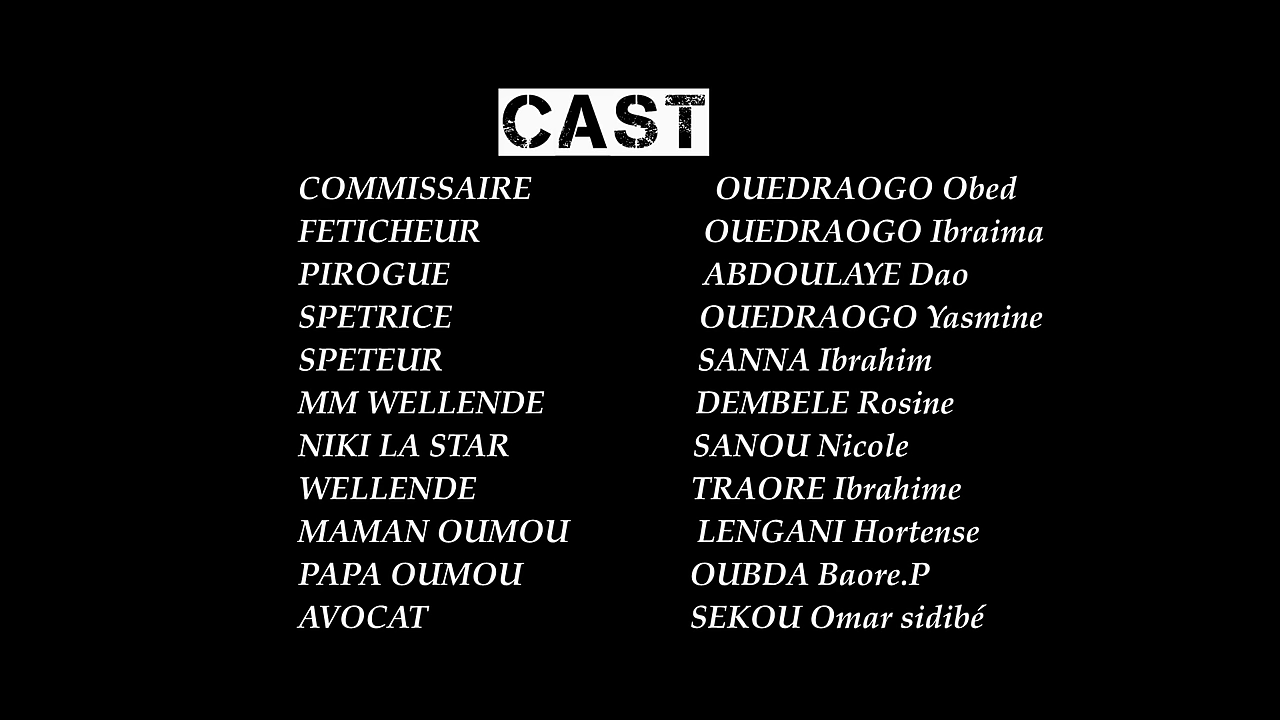 CAST
COMMISSAIRE OUEDRAOGO Obed
FETICHEUR OUEDRAOGO Ibraima
PIROGUE ABDOULAYE Dao
SPETRICE OUEDRAOGO Yasmine
SPETEUR SANNA Ibrahim
MM WELLENDE DEMBELE Rosine
NIKI LA STAR SANOU Nicole
WELLENDE TRAORE Ibrahime
MAMAN OUMOU LENGANI Hortense
PAPA OUMOU OUBDA Baore.P
AVOCAT SEKOU Omar sidibé